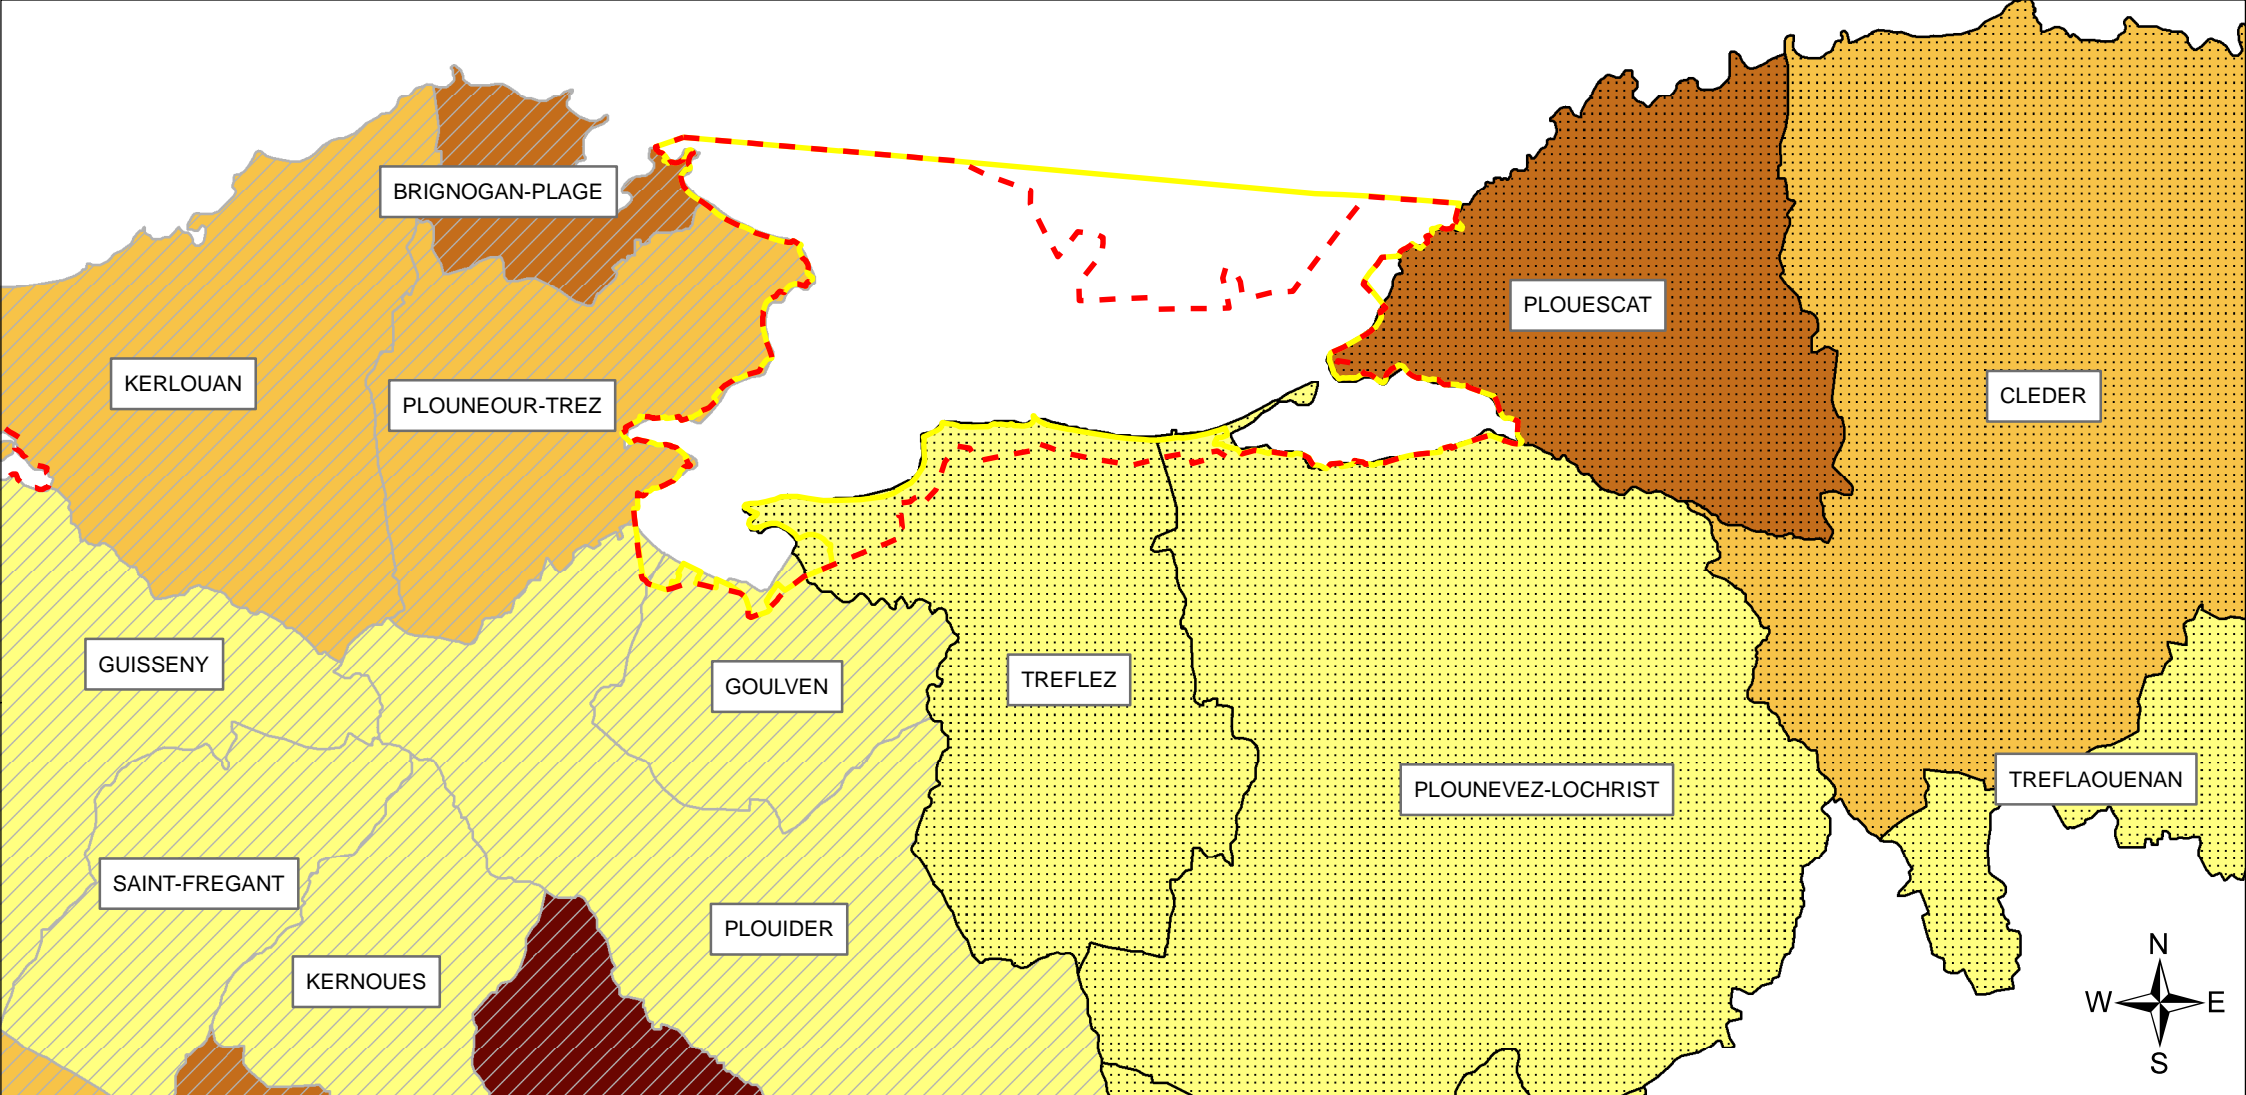 BRIGNOGAN-PLAGE
PLOUESCAT
KERLOUAN
PLOUNEOUR-TREZ
CLEDER
GUISSENY
GOULVEN
TREFLEZ
TREFLAOUENAN
PLOUNEVEZ-LOCHRIST
SAINT-FREGANT
PLOUIDER
KERNOUES
N
W E
S